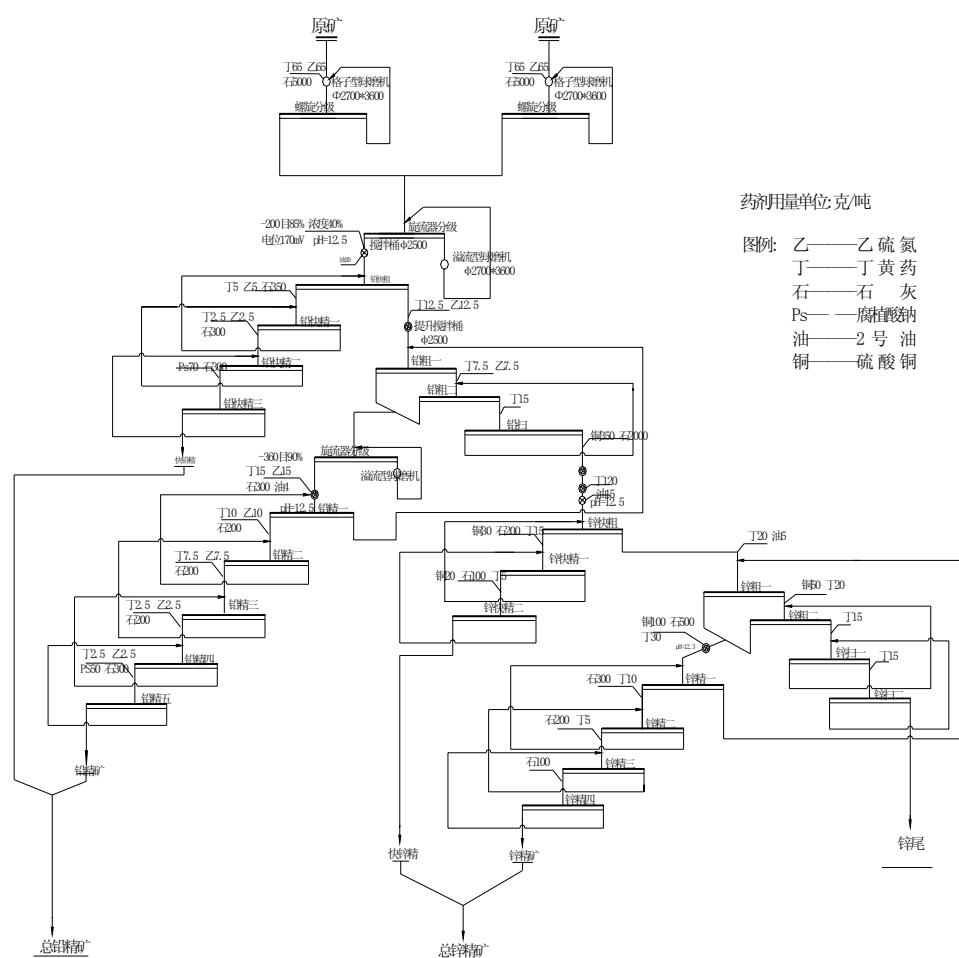 原矿
原矿
丁65 乙65
石5000
格子型球磨机
Φ2700*3600
螺旋分级
丁65 乙65
石5000
格子型球磨机
Φ2700*3600
螺旋分级
药剂用量单位:克/吨
图例: 乙———乙硫氮
丁———丁黄药
石———石 灰
Ps———腐植酸钠
油———2号油
铜———硫酸铜
-200目85% 浓度40%
电位170mV pH=12.5
旋流器分级
搅拌桶Φ2500
油20
溢流型球磨机
Φ2700*3600
铅快粗
丁5 乙5 石350
丁12.5 乙12.5
丁2.5 乙2.5
石300
铅快精一
提升搅拌桶
Φ2500
Ps70 石300
铅快精二
铅粗一
丁7.5 乙7.5
铅粗二
丁15
铅快精三
铅扫
铜350 石2000
快铅精
-360目90%
旋流器分级
丁15 乙15
石300 油4
溢流型球磨机
丁120
油15
pH=12.5
pH=12.5 铅精一
丁10 乙10
石200
锌快粗
铜30 石200 丁15
丁20 油5
丁7.5 乙7.5
石200
铅精二
锌快精一
铜20 石100 丁5
锌粗一
铜50 丁20
丁2.5 乙2.5
石200
铅精三
锌快精二
锌粗二
丁15
铜100 石500
丁30
pH=12.3
丁2.5 乙2.5
PS50 石300
铅精四
锌扫一
丁15
石300 丁10
锌精一
铅精五
锌扫二
石200 丁5
锌精二
石100
锌精三
铅精矿
锌精四
快锌精
锌精矿
锌尾
总铅精矿
总锌精矿